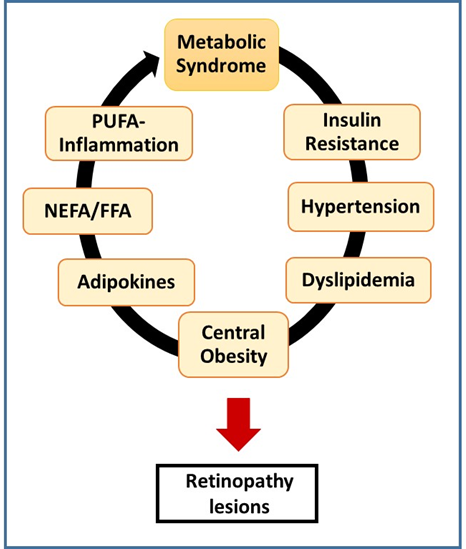 Metabolic
Syndrome
PUFA-
Inflammation
Insulin
Resistance
NEFA/FFA
Hypertension
Adipokines
Dyslipidemia
Central
Obesity
Retinopathy
lesions